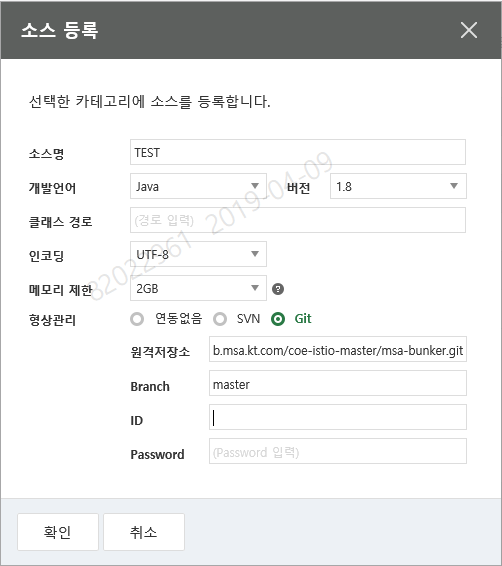 소스 등록
선택한 카테고리에 소스를 등록합니다.
소스명 TEST
개발언어 Java 버전 1.8
클래스 경로 (경로 입력)
인코딩 UTF-8
메모리 제한 2GB ?
형상관리 연동없음 SVN Git
원격저장소 b.msa.kt.com/coe-istio-master/msa-bunker.git
Branch master
ID
Password (Password 입력)
확인 취소
82022961 2019-04-09